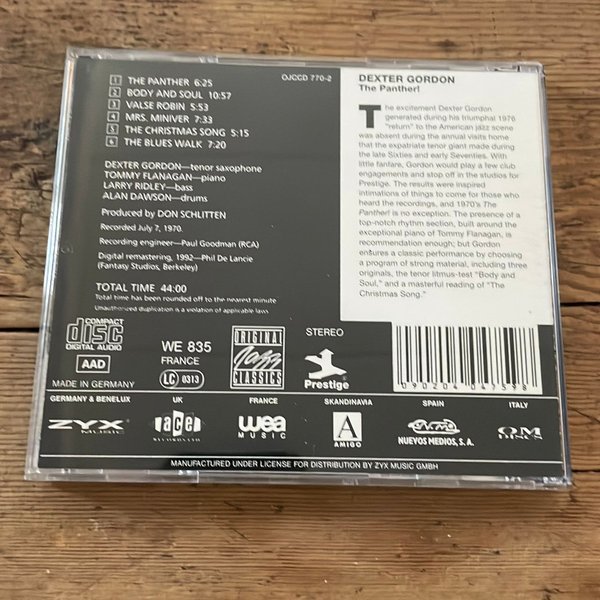 1 THE PANTHER 6:25
2 BODY AND SOUL 10:57
3 VALSE ROBIN 5:53
4 MRS. MINIVER 7:33
5 THE CHRISTMAS SONG 5:15
6 THE BLUES WALK 7:20
OJCCD 770-2
DEXTER GORDON—tenor saxophone
TOMMY FLANAGAN—piano
LARRY RIDLEY—bass
ALAN DAWSON—drums
Produced by DON SCHLITTEN
Recorded July 7, 1970.
Recording engineer—Paul Goodman (RCA)
Digital remastering, 1992—Phil De Lancie
(Fantasy Studios, Berkeley)
TOTAL TIME 44:00
Total time has been rounded off to the nearest minute
Unauthorized duplication is a violation of applicable laws
DEXTER GORDON
The Panther!
The excitement Dexter Gordon
generated during his triumphal 1976
"return" to the American jazz scene
was absent during the annual visits home
that the expatriate tenor giant made during
the late Sixties and early Seventies. With
little fanfare, Gordon would play a few club
engagements and stop off in the studios for
Prestige. The results were inspired
intimations of things to come for those who
heard the recordings, and 1970's The
Panther! is no exception. The presence of a
top-notch rhythm section, built around the
exceptional piano of Tommy Flanagan, is
recommendation enough; but Gordon
ensures a classic performance by choosing
a program of strong material, including three
originals, the tenor litmus-test "Body and
Soul," and a masterful reading of "The
Christmas Song."
COMPACT
disc
DIGITAL AUDIO
AAD
MADE IN GERMANY
WE 835
FRANCE
LC 0313
ORIGINAL
Jazz
CLASSICS
STEREO
Prestige
0 90204 04759 8
GERMANY & BENELUX
ZYX
MUSIC
UK
ace
RECORDS LTD
FRANCE
wea
MUSIC
SKANDINAVIA
A
AMIGO
SPAIN
NUEVOS MEDIOS, S.A.
ITALY
OM
DISCS
MANUFACTURED UNDER LICENSE FOR DISTRIBUTION BY ZYX MUSIC GMBH